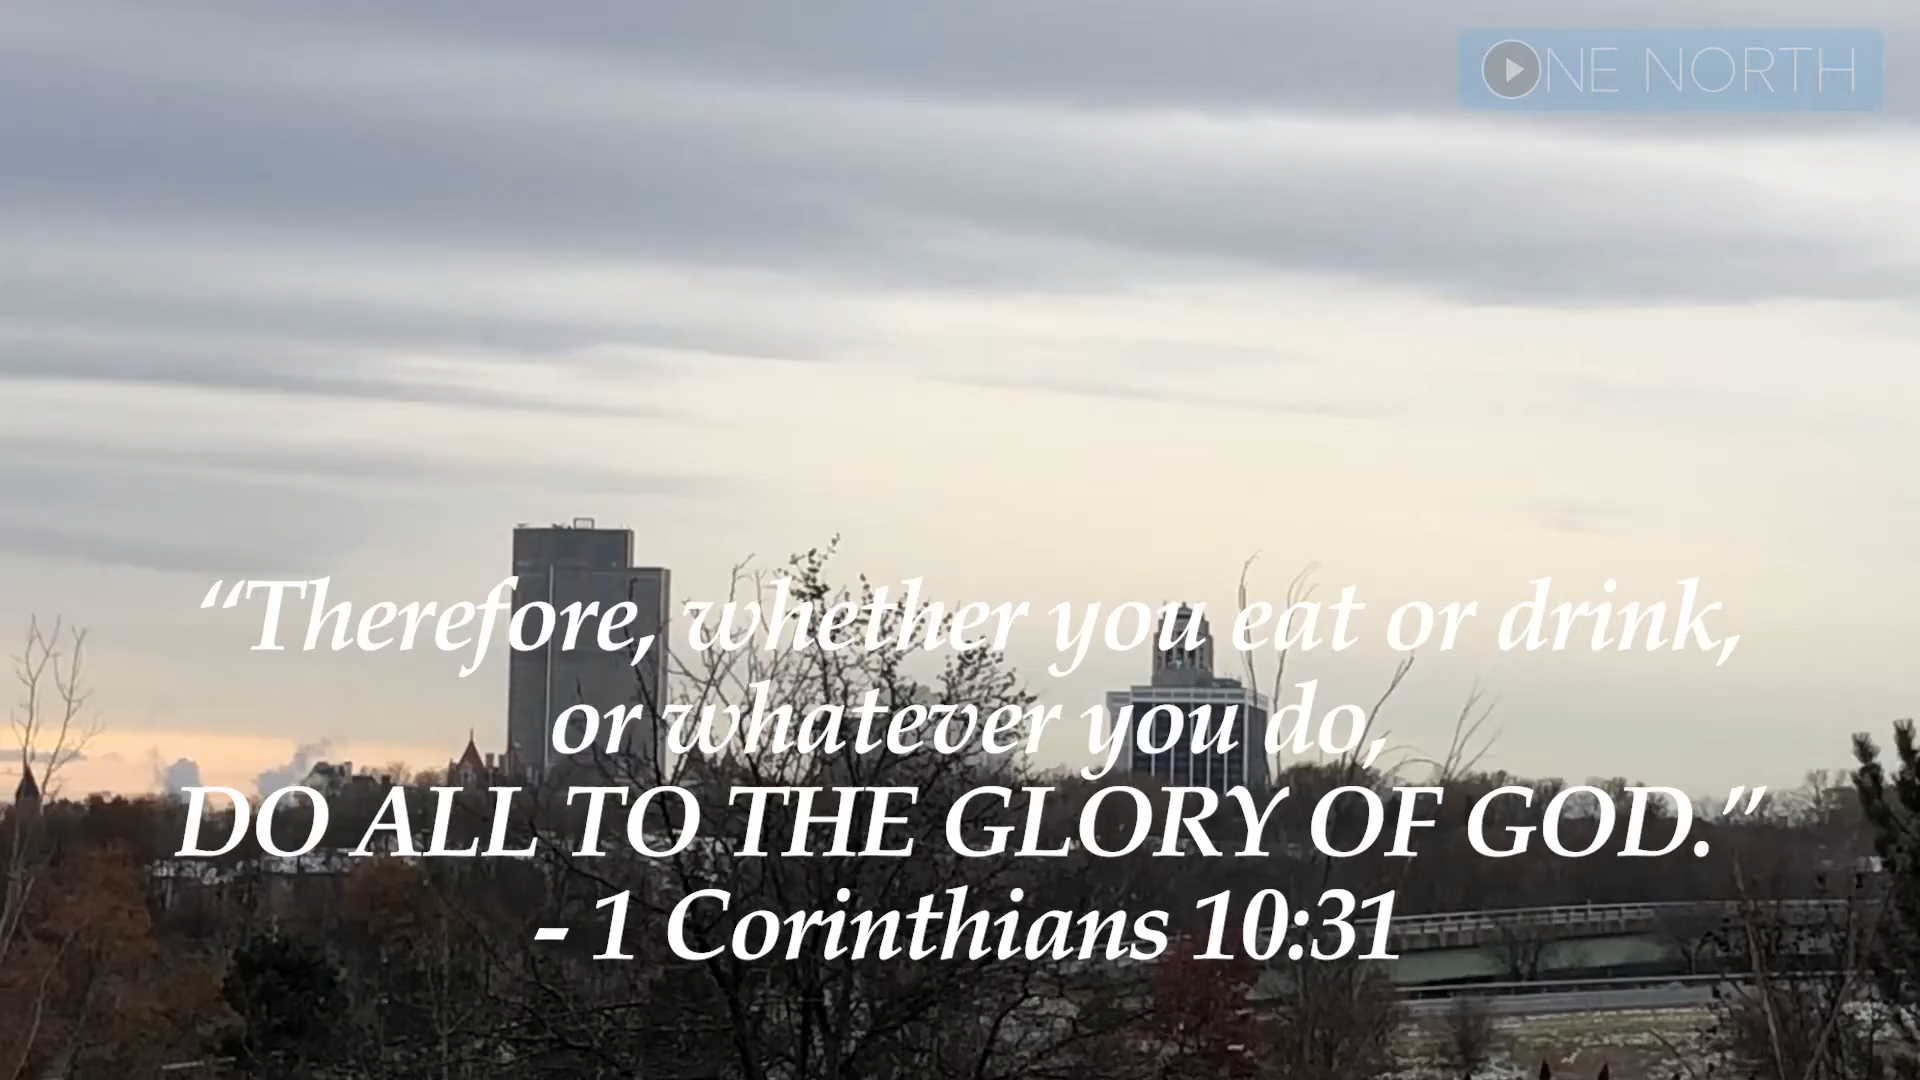 ONE NORTH
“Therefore, whether you eat or drink,
or whatever you do,
DO ALL TO THE GLORY OF GOD.”
- 1 Corinthians 10:31